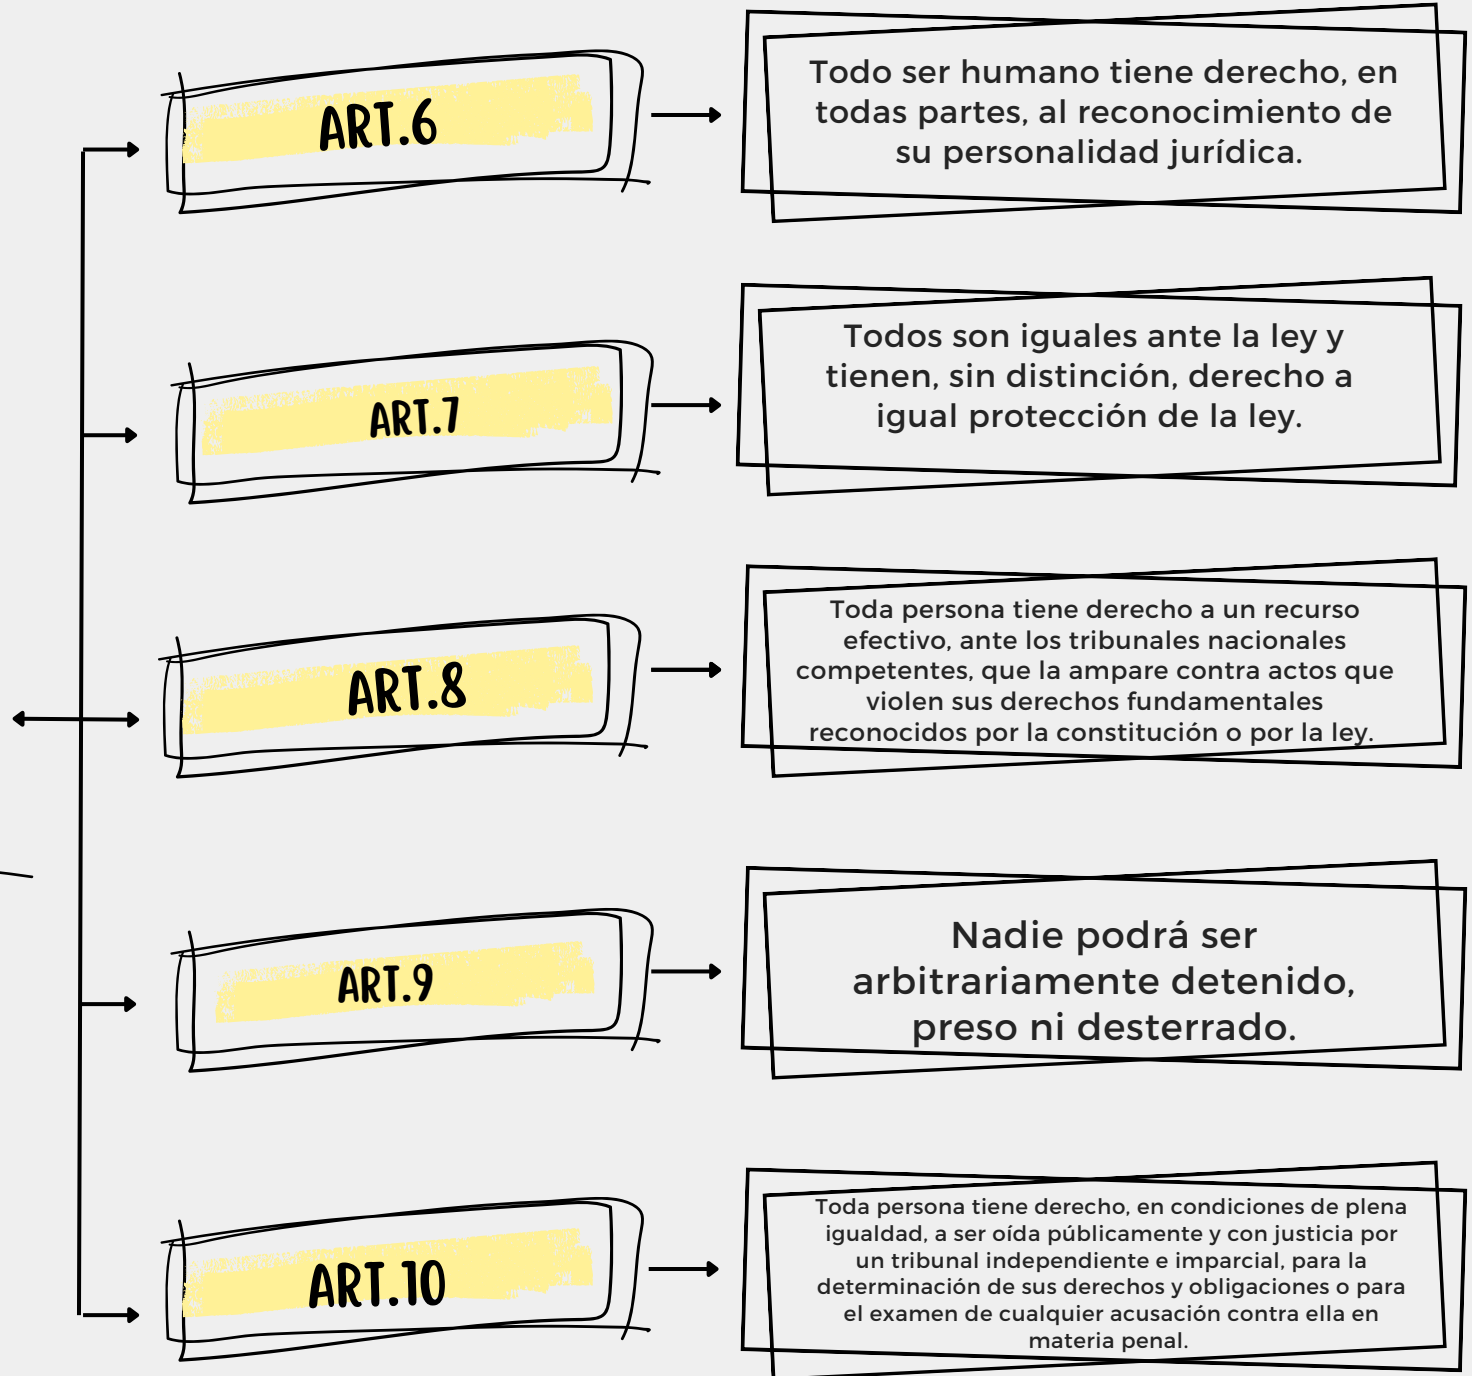 ART.6
Todo ser humano tiene derecho, en
todas partes, al reconocimiento de
su personalidad jurídica.
ART.7
Todos son iguales ante la ley y
tienen, sin distinción, derecho a
igual protección de la ley.
ART.8
Toda persona tiene derecho a un recurso
efectivo, ante los tribunales nacionales
competentes, que la ampare contra actos que
violen sus derechos fundamentales
reconocidos por la constitución o por la ley.
ART.9
Nadie podrá ser
arbitrariamente detenido,
preso ni desterrado.
ART.10
Toda persona tiene derecho, en condiciones de plena
igualdad, a ser oída públicamente y con justicia por
un tribunal independiente e imparcial, para la
determinación de sus derechos y obligaciones o para
el examen de cualquier acusación contra ella en
materia penal.